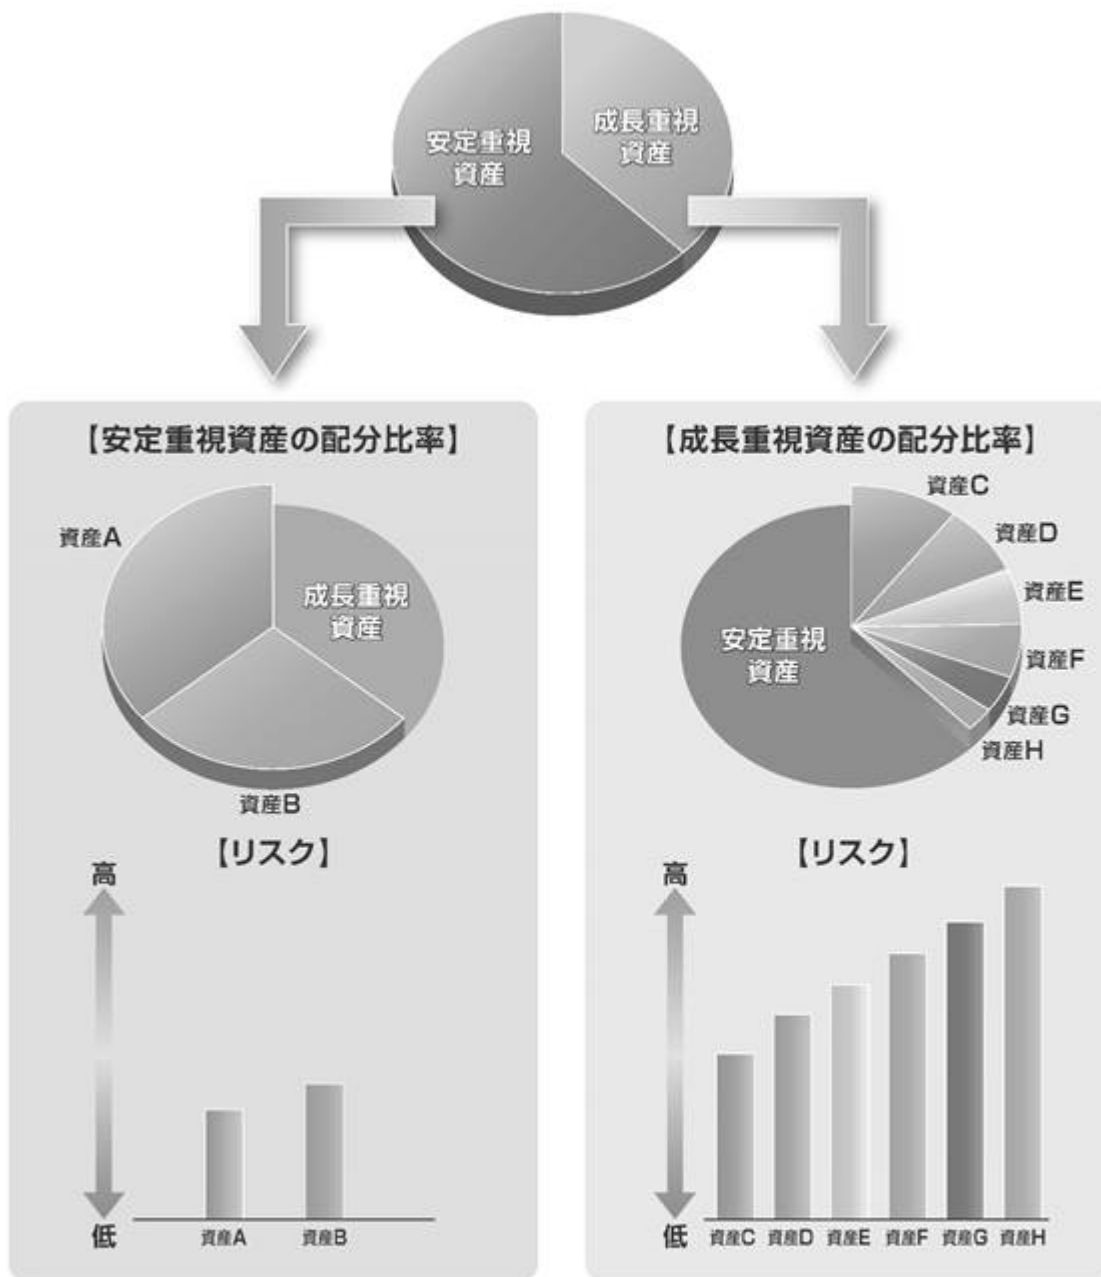 安定重視
資産
成長重視
資産
【安定重視資産の配分比率】
資産A
成長重視
資産
資産B
【リスク】
高
低
資産A 資産B
【成長重視資産の配分比率】
資産C
資産D
資産E
資産F
資産G
資産H
安定重視
資産
【リスク】
高
低
資産C 資産D 資産E 資産F 資産G 資産H